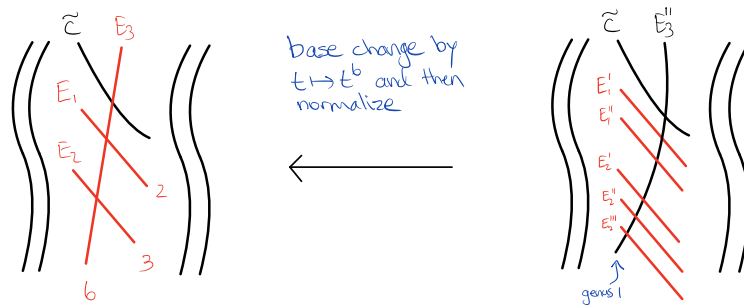 C̃
E₃
E₁
E₂
2
3
6
base change by
t ↦ t⁶ and then
normalize
C̃
E₃''
E₁'
E₁''
E₂'
E₂''
E₂'''
genus 1